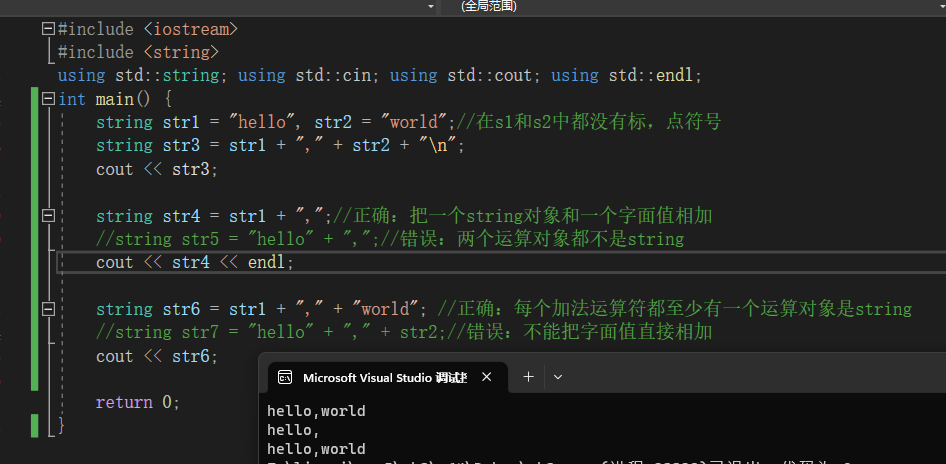 (全局范围)
#include <iostream>
#include <string>
using std::string; using std::cin; using std::cout; using std::endl;
int main() {
string str1 = "hello", str2 = "world";//在s1和s2中都没有标，点符号
string str3 = str1 + "," + str2 + "\n";
cout << str3;
string str4 = str1 + ",";//正确：把一个string对象和一个字面值相加
//string str5 = "hello" + ",";//错误：两个运算对象都不是string
cout << str4 << endl;
string str6 = str1 + "," + "world"; //正确：每个加法运算符都至少有一个运算对象是string
//string str7 = "hello" + "," + str2;//错误：不能把字面值直接相加
cout << str6;
return 0;
}
Microsoft Visual Studio 调试
hello,world
hello,
hello,world